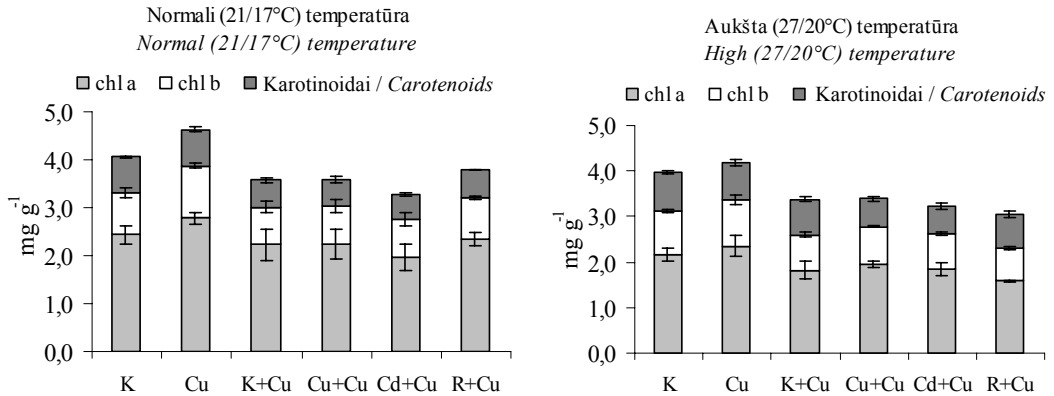 Normali (21/17°C) temperatūra
Normal (21/17°C) temperature
chl a chl b Karotinoidai / Carotenoids
5,0
4,0
3,0
2,0
1,0
0,0
mg g-1
K Cu K+Cu Cu+Cu Cd+Cu R+Cu
Aukšta (27/20°C) temperatūra
High (27/20°C) temperature
chl a chl b Karotinoidai / Carotenoids
5,0
4,0
3,0
2,0
1,0
0,0
mg g-1
K Cu K+Cu Cu+Cu Cd+Cu R+Cu